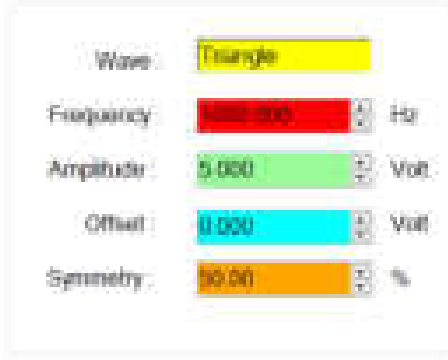 Wave Triangle
Frequency 1000.000 Hz
Amplitude 5.000 Volt
Offset 0.000 Volt
Symmetry 50.00 %